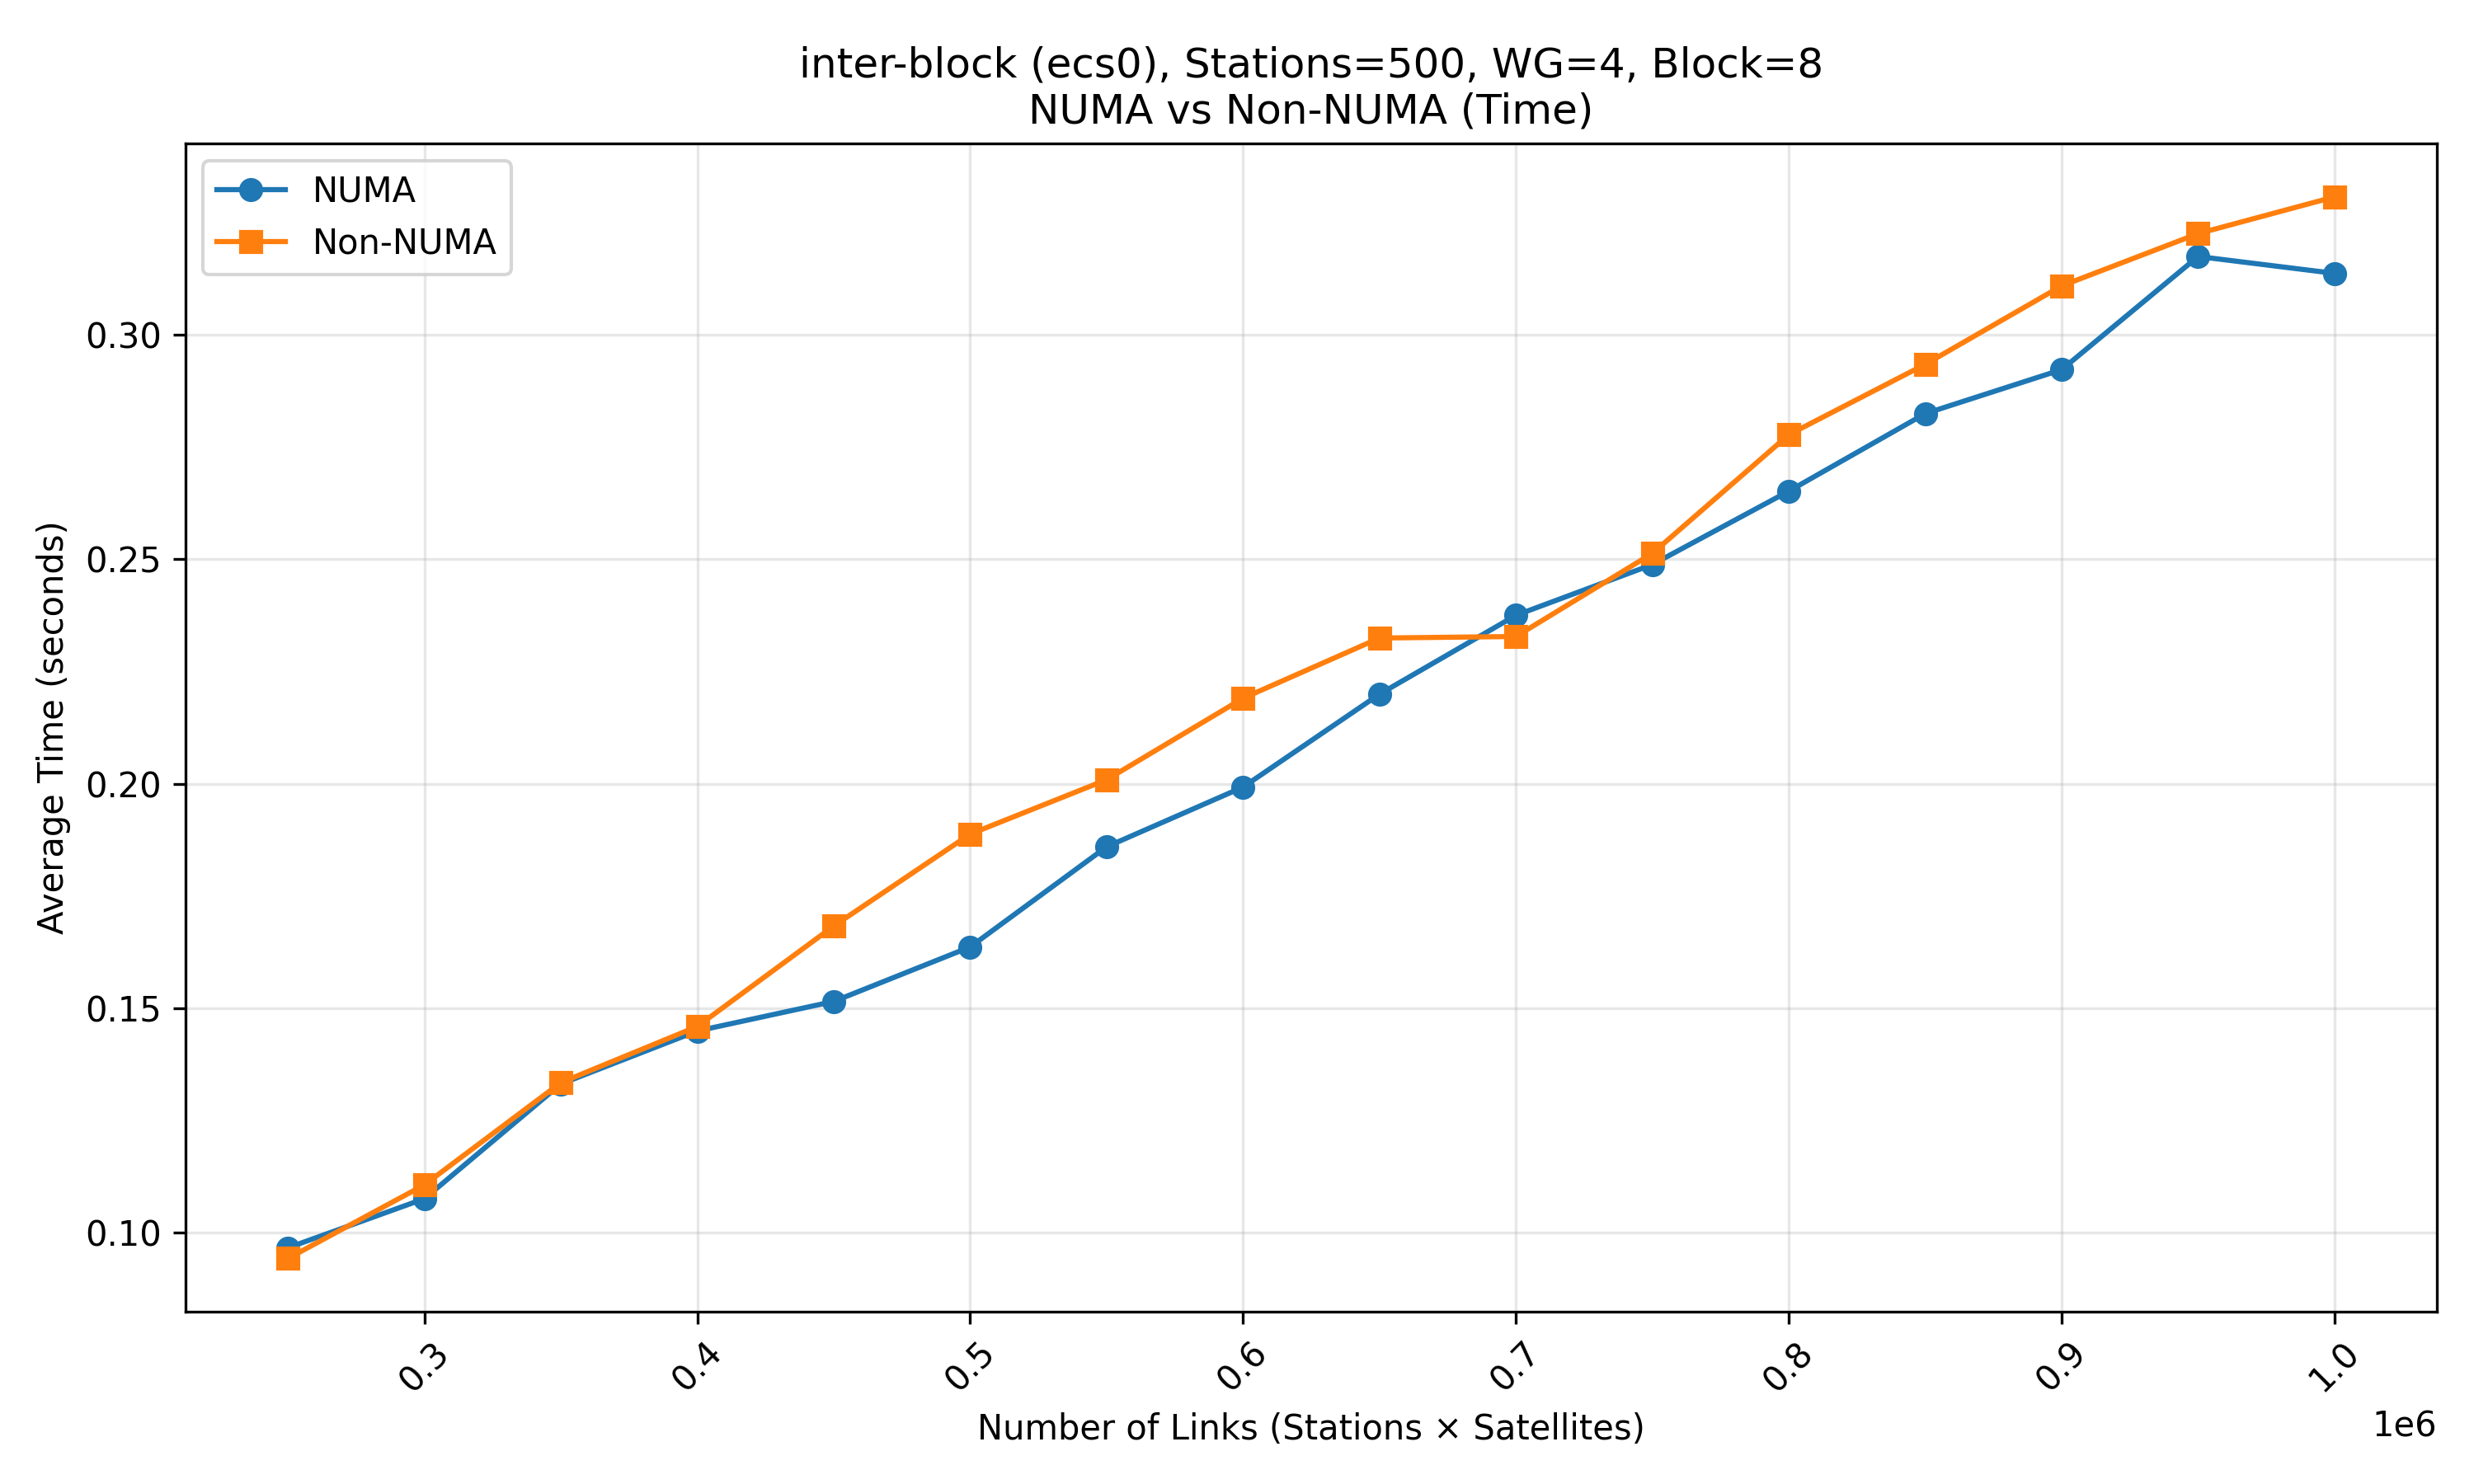 inter-block (ecs0), Stations=500, WG=4, Block=8
NUMA vs Non-NUMA (Time)
NUMA
Non-NUMA
Average Time (seconds)
0.30
0.25
0.20
0.15
0.10
0.3
0.4
0.5
0.6
0.7
0.8
0.9
1.0
Number of Links (Stations × Satellites)
1e6